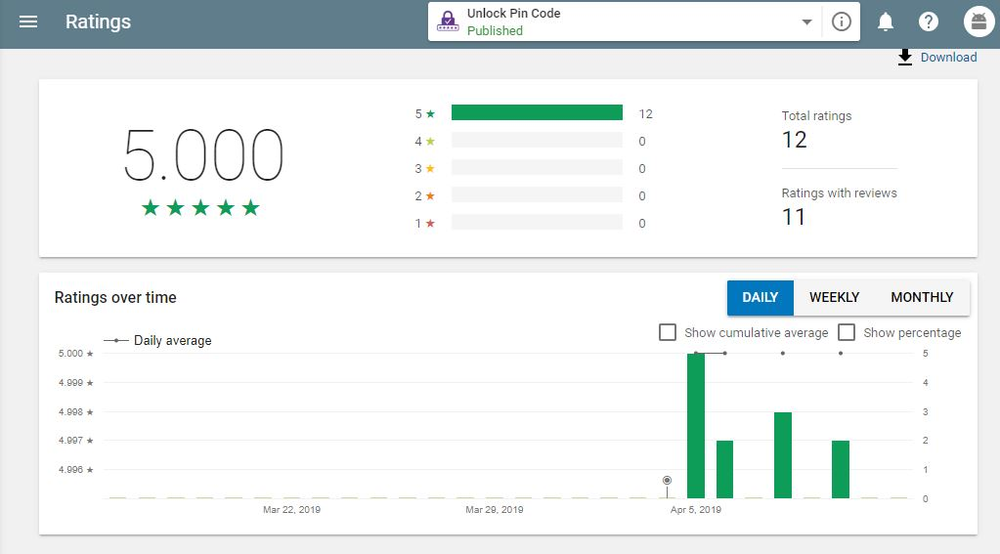 Ratings
Unlock Pin Code
Published
Download
5.000
5 ★ 12
4 ★ 0
3 ★ 0
2 ★ 0
1 ★ 0
Total ratings
12
Ratings with reviews
11
Ratings over time
DAILY WEEKLY MONTHLY
Show cumulative average Show percentage
Daily average
5.000 ★ 5
4.999 ★ 4
4.998 ★ 3
4.997 ★ 2
4.996 ★ 1
0
Mar 22, 2019 Mar 29, 2019 Apr 5, 2019